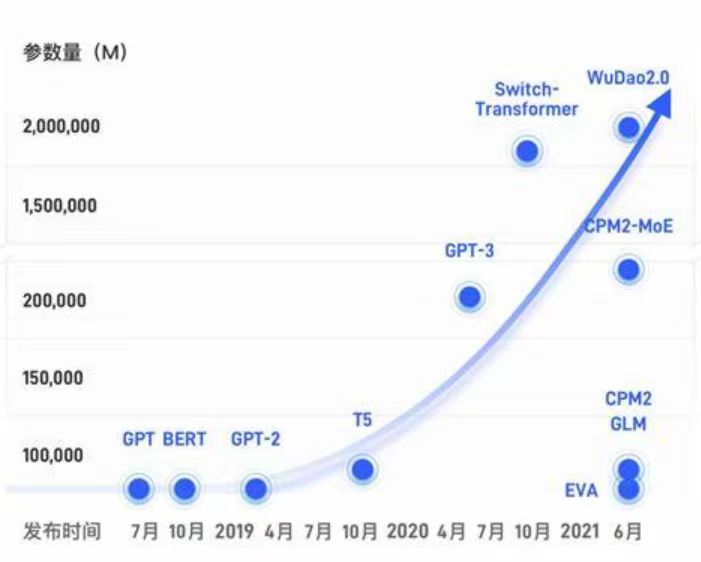 参数量（M）
WuDao2.0
Switch-
Transformer
2,000,000
1,500,000
CPM2-MoE
GPT-3
200,000
150,000
CPM2
T5
GLM
GPT BERT GPT-2
100,000
EVA
发布时间 7月 10月 2019 4月 7月 10月 2020 4月 7月 10月 2021 6月